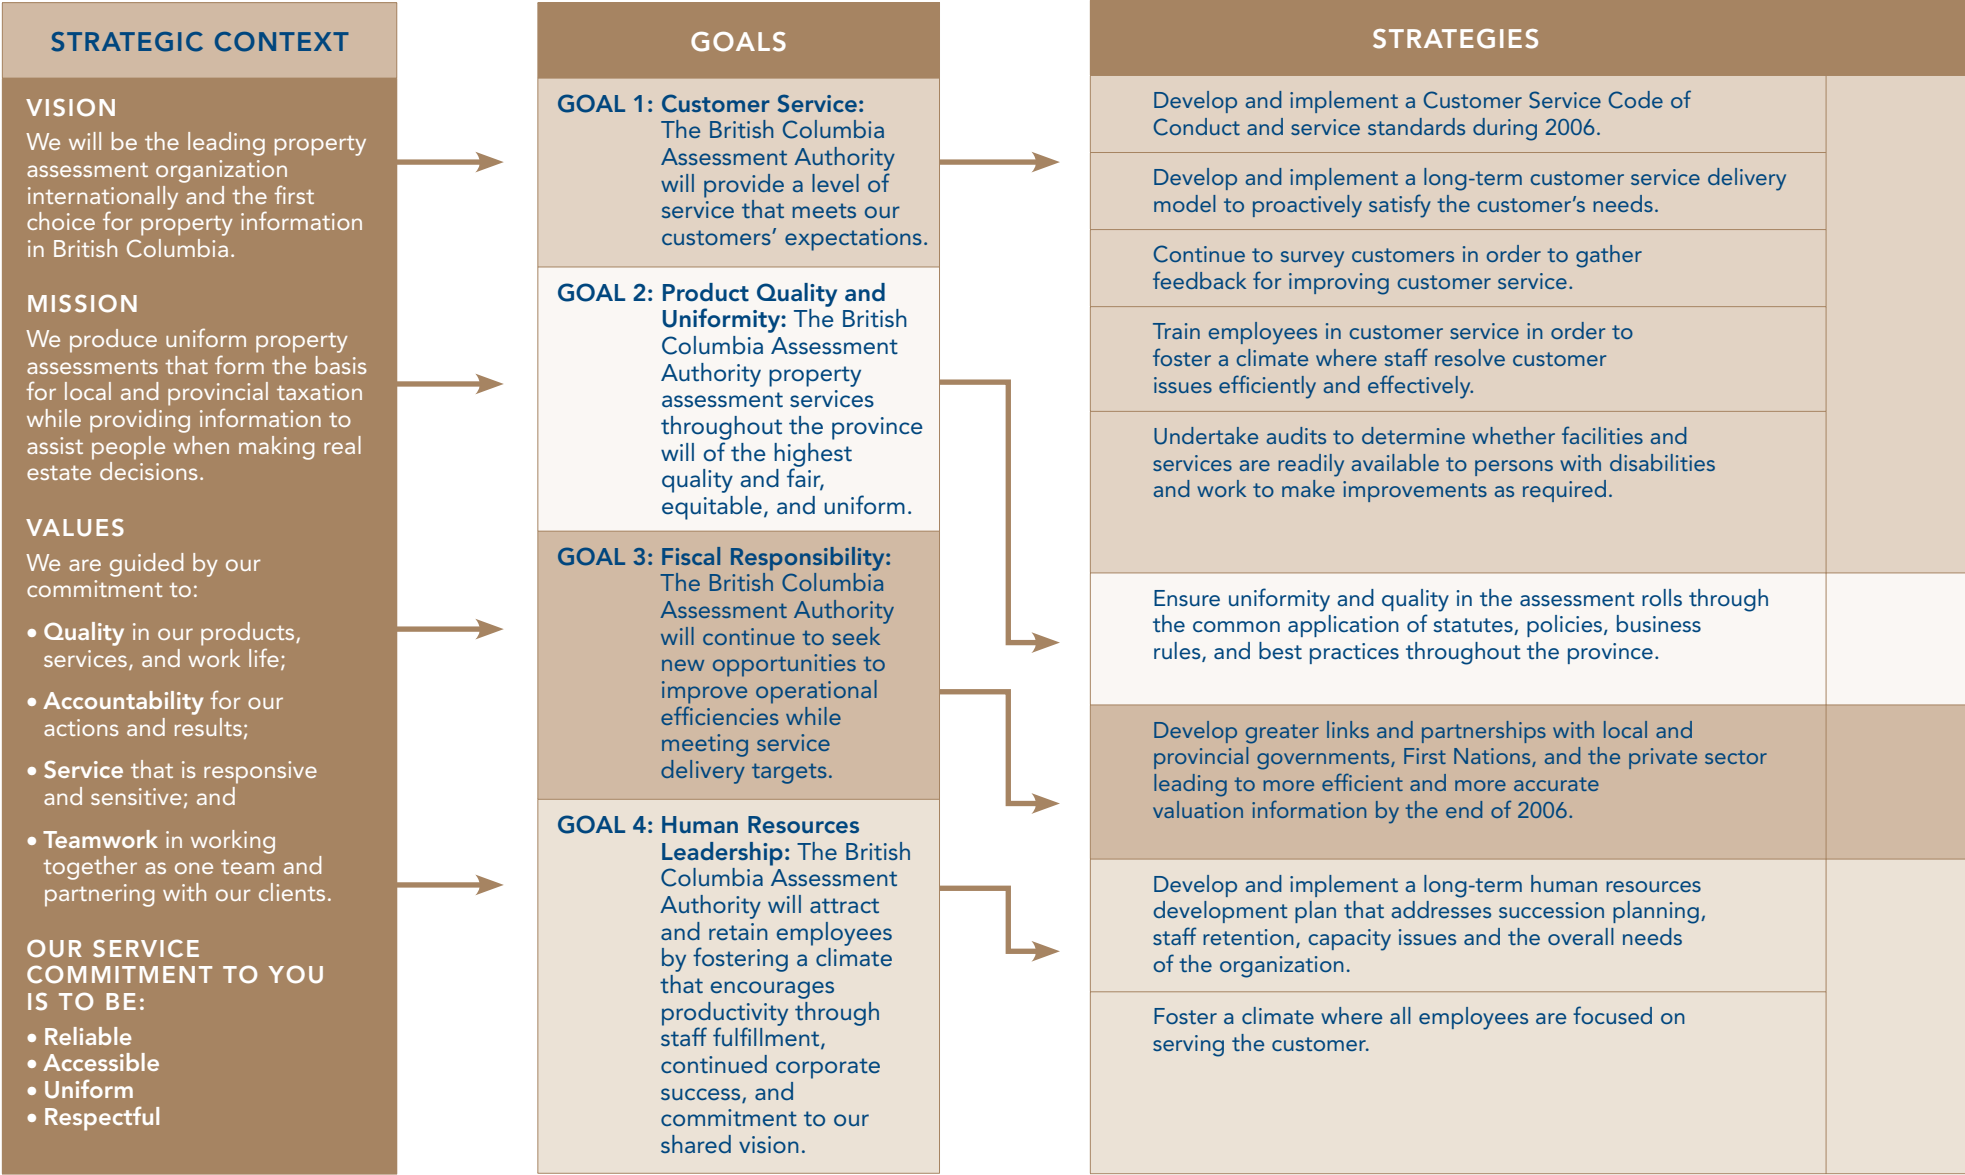 STRATEGIC CONTEXT
VISION
We will be the leading property
assessment organization
internationally and the first
choice for property information
in British Columbia.
MISSION
We produce uniform property
assessments that form the basis
for local and provincial taxation
while providing information to
assist people when making real
estate decisions.
VALUES
We are guided by our
commitment to:
• Quality in our products,
services, and work life;
• Accountability for our
actions and results;
• Service that is responsive
and sensitive; and
• Teamwork in working
together as one team and
partnering with our clients.
OUR SERVICE
COMMITMENT TO YOU
IS TO BE:
• Reliable
• Accessible
• Uniform
• Respectful
GOALS
GOAL 1: Customer Service:
The British Columbia
Assessment Authority
will provide a level of
service that meets our
customers’ expectations.
GOAL 2: Product Quality and
Uniformity: The British
Columbia Assessment
Authority property
assessment services
throughout the province
will of the highest
quality and fair,
equitable, and uniform.
GOAL 3: Fiscal Responsibility:
The British Columbia
Assessment Authority
will continue to seek
new opportunities to
improve operational
efficiencies while
meeting service
delivery targets.
GOAL 4: Human Resources
Leadership: The British
Columbia Assessment
Authority will attract
and retain employees
by fostering a climate
that encourages
productivity through
staff fulfillment,
continued corporate
success, and
commitment to our
shared vision.
STRATEGIES
Develop and implement a Customer Service Code of
Conduct and service standards during 2006.
Develop and implement a long-term customer service delivery
model to proactively satisfy the customer’s needs.
Continue to survey customers in order to gather
feedback for improving customer service.
Train employees in customer service in order to
foster a climate where staff resolve customer
issues efficiently and effectively.
Undertake audits to determine whether facilities and
services are readily available to persons with disabilities
and work to make improvements as required.
Ensure uniformity and quality in the assessment rolls through
the common application of statutes, policies, business
rules, and best practices throughout the province.
Develop greater links and partnerships with local and
provincial governments, First Nations, and the private sector
leading to more efficient and more accurate
valuation information by the end of 2006.
Develop and implement a long-term human resources
development plan that addresses succession planning,
staff retention, capacity issues and the overall needs
of the organization.
Foster a climate where all employees are focused on
serving the customer.